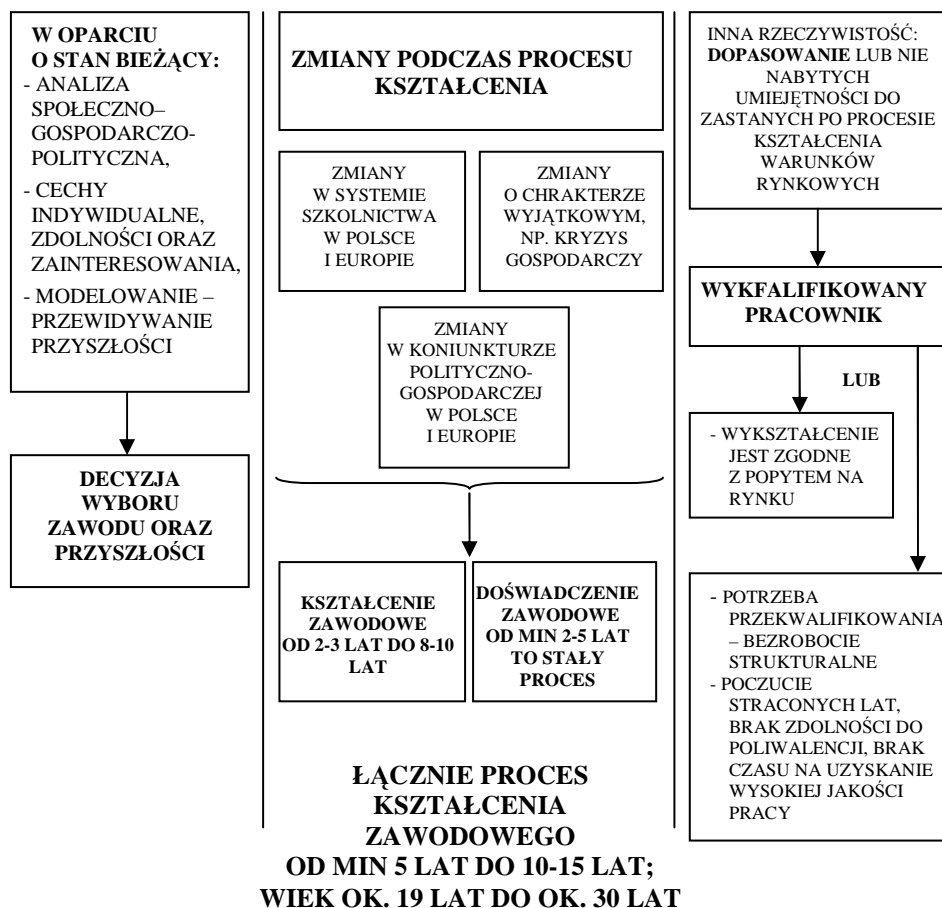 W OPARCIU
O STAN BIEŻĄCY:
- ANALIZA
SPOŁECZNO–
GOSPODARCZO-
POLITYCZNA,
- CECHY
INDYWIDUALNE,
ZDOLNOŚCI ORAZ
ZAINTERESOWANIA,
- MODELOWANIE –
PRZEWIDYWANIE
PRZYSZŁOŚCI
DECYZJA
WYBORU
ZAWODU ORAZ
PRZYSZŁOŚCI
ZMIANY PODCZAS PROCESU
KSZTAŁCENIA
ZMIANY
W SYSTEMIE
SZKOLNICTWA
W POLSCE
I EUROPIE
ZMIANY
O CHRAKTERZE
WYJĄTKOWYM,
NP. KRYZYS
GOSPODARCZY
ZMIANY
W KONIUNKTURZE
POLITYCZNO-
GOSPODARCZEJ
W POLSCE
I EUROPIE
KSZTAŁCENIE
ZAWODOWE
OD 2-3 LAT DO 8-10
LAT
DOŚWIADCZENIE
ZAWODOWE
OD MIN 2-5 LAT
TO STAŁY
PROCES
ŁĄCZNIE PROCES
KSZTAŁCENIA
ZAWODOWEGO
OD MIN 5 LAT DO 10-15 LAT;
WIEK OK. 19 LAT DO OK. 30 LAT
INNA RZECZYWISTOŚĆ:
DOPASOWANIE LUB NIE
NABYTYCH
UMIEJĘTNOŚCI DO
ZASTANYCH PO PROCESIE
KSZTAŁCENIA
WARUNKÓW
RYNKOWYCH
WYKFALIFIKOWANY
PRACOWNIK
LUB
- WYKSZTAŁCENIE
JEST ZGODNE
Z POPYTEM NA
RYNKU
- POTRZEBA
PRZEKWALIFIKOWANIA
– BEZROBOCIE
STRUKTURALNE
- POCZUCIE
STRACONYCH LAT,
BRAK ZDOLNOŚCI DO
POLIWALENCJI, BRAK
CZASU NA UZYSKANIE
WYSOKIEJ JAKOŚCI
PRACY